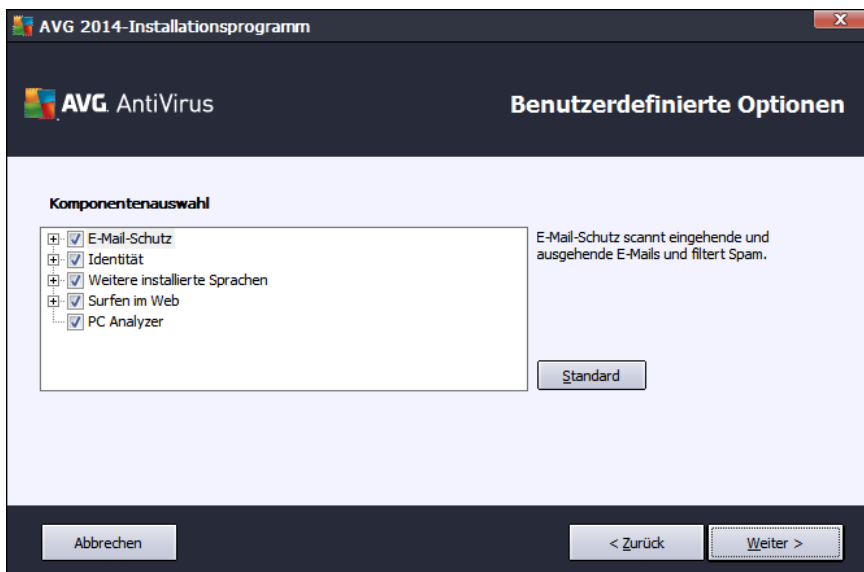 AVG 2014-Installationsprogramm
AVG. AntiVirus
Benutzerdefinierte Optionen
Komponentenauswahl
E-Mail-Schutz
Identität
Weitere installierte Sprachen
Surfen im Web
PC Analyzer
E-Mail-Schutz scannt eingehende und
ausgehende E-Mails und filtert Spam.
Standard
Abbrechen
< Zurück
Weiter >